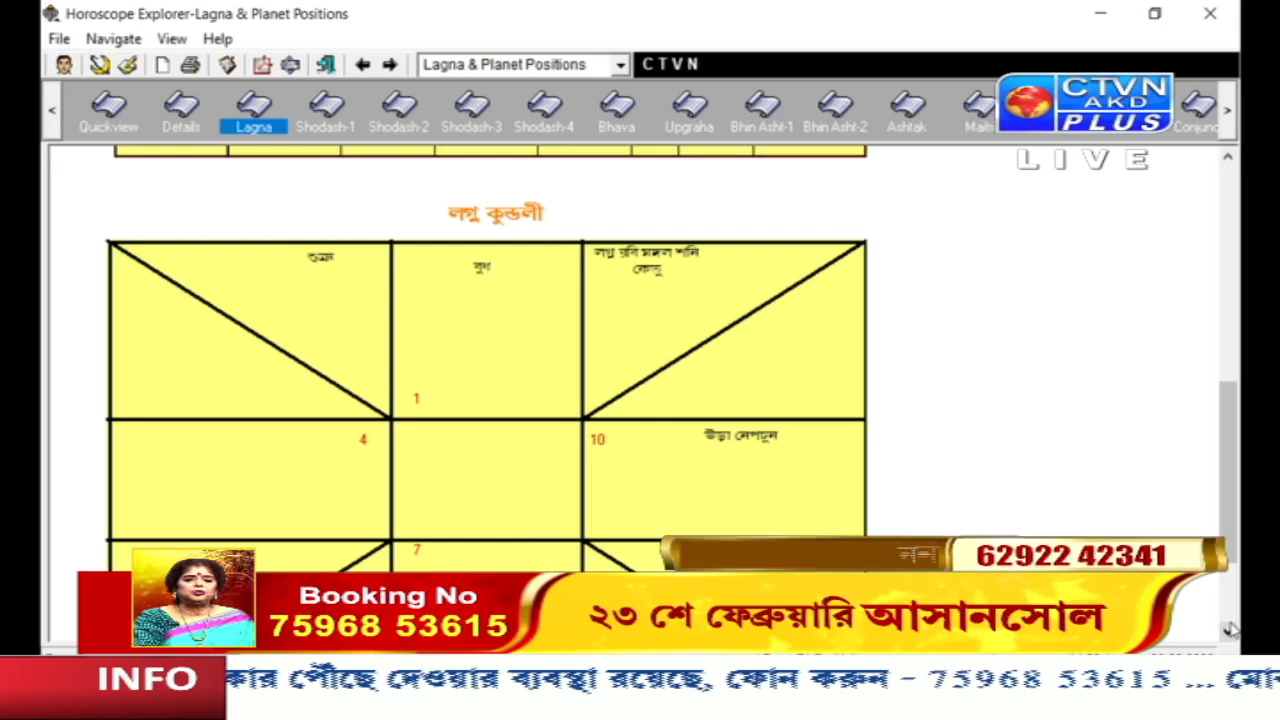 Horoscope Explorer-Lagna & Planet Positions
File Navigate View Help
Lagna & Planet Positions
CTVN
Quickview Details Lagna Shodash-1 Shodash-2 Shodash-3 Shodash-4 Bhava Upgraha Bhin Asht-1 Bhin Asht-2 Ashtak
CTVN
AKD
PLUS
LIVE
লগ্ন কুন্ডলী
শুক্র
বুধ
লগ্ন রবি মঙ্গল শনি
কেতু
1
4
10
উড়া নেপচুন
7
62922 42341
Booking No
75968 53615
২৩ শে ফেব্রুয়ারি আসানসোল
INFO
কার পৌঁছে দেওয়ার ব্যবস্থা রয়েছে, ফোন করুন - 75968 53615 ...